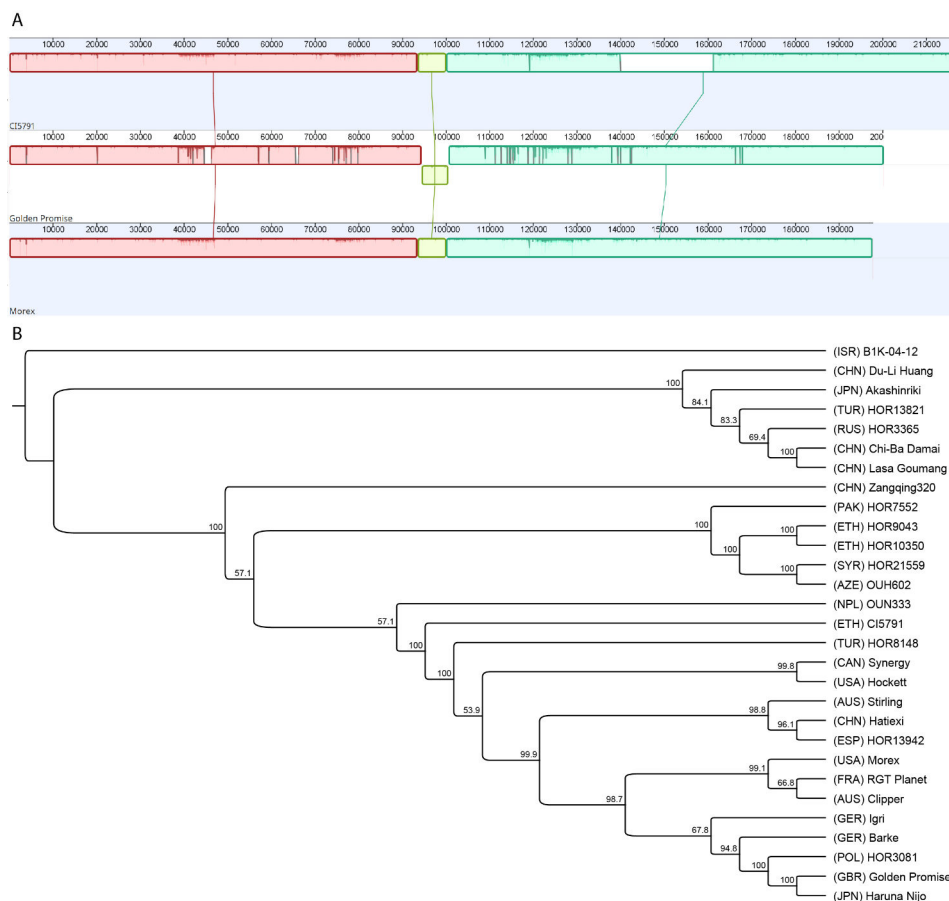 A
10000 20000 30000 40000 50000 60000 70000 80000 90000 100000 110000 120000 130000 140000 150000 160000 170000 180000 190000 200000 210000
CI5791
10000 20000 30000 40000 50000 60000 70000 80000 90000 100000 110000 120000 130000 140000 150000 160000 170000 180000 190000 200
Golden Promise
10000 20000 30000 40000 50000 60000 70000 80000 90000 100000 110000 120000 130000 140000 150000 160000 170000 180000 190000
Morex
B
(ISR) B1K-04-12
(CHN) Du-Li Huang
100
(JPN) Akashinriki
84.1
(TUR) HOR13821
83.3
(RUS) HOR3365
69.4
(CHN) Chi-Ba Damai
100
(CHN) Lasa Goumang
(CHN) Zangqing320
(PAK) HOR7552
100
100
(ETH) HOR9043
100
(ETH) HOR10350
100
(SYR) HOR21559
100
(AZE) OUH602
57.1
(NPL) OUN333
57.1
(ETH) CI5791
100
(TUR) HOR8148
100
(CAN) Synergy
99.8
(USA) Hockett
(AUS) Stirling
53.9
98.8
(CHN) Hatiexi
96.1
(ESP) HOR13942
99.9
(USA) Morex
99.1
(FRA) RGT Planet
66.8
(AUS) Clipper
98.7
(GER) Igri
67.8
(GER) Barke
94.8
(POL) HOR3081
100
(GBR) Golden Promise
100
(JPN) Haruna Nijo